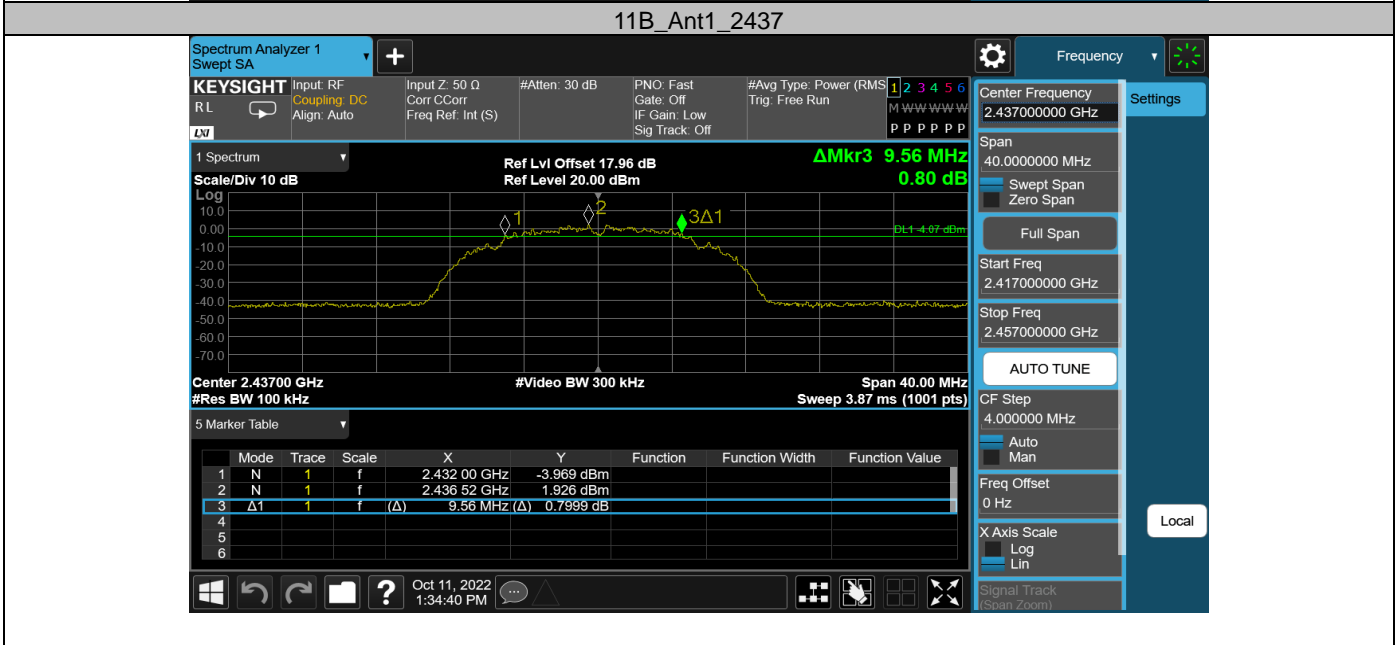 11B_Ant1_2437
Spectrum Analyzer 1
Swept SA
+
Frequency
KEYSIGHT
R L
LXI
Input: RF
Coupling: DC
Align: Auto
Input Z: 50 Ω
Corr CCorr
Freq Ref: Int (S)
#Atten: 30 dB
PNO: Fast
Gate: Off
IF Gain: Low
Sig Track: Off
#Avg Type: Power (RMS
Trig: Free Run
1 2 3 4 5 6
M W W W W W
P P P P P P
Center Frequency
2.437000000 GHz
Settings
Span
40.0000000 MHz
Swept Span
Zero Span
Full Span
Start Freq
2.417000000 GHz
Stop Freq
2.457000000 GHz
AUTO TUNE
CF Step
4.000000 MHz
Auto
Man
Freq Offset
0 Hz
X Axis Scale
Log
Lin
Signal Track
(Span Zoom)
Local
1 Spectrum
Scale/Div 10 dB
Ref Lvl Offset 17.96 dB
Ref Level 20.00 dBm
ΔMkr3 9.56 MHz
0.80 dB
Log
10.0
0.00
-10.0
-20.0
-30.0
-40.0
-50.0
-60.0
-70.0
1
2
3Δ1
DL1 -4.07 dBm
Center 2.43700 GHz
#Video BW 300 kHz
Span 40.00 MHz
#Res BW 100 kHz
Sweep 3.87 ms (1001 pts)
5 Marker Table
Mode Trace Scale X Y Function Function Width Function Value
1 N 1 f 2.432 00 GHz -3.969 dBm
2 N 1 f 2.436 52 GHz 1.926 dBm
3 Δ1 1 f (Δ) 9.56 MHz (Δ) 0.7999 dB
4
5
6
?
Oct 11, 2022
1:34:40 PM